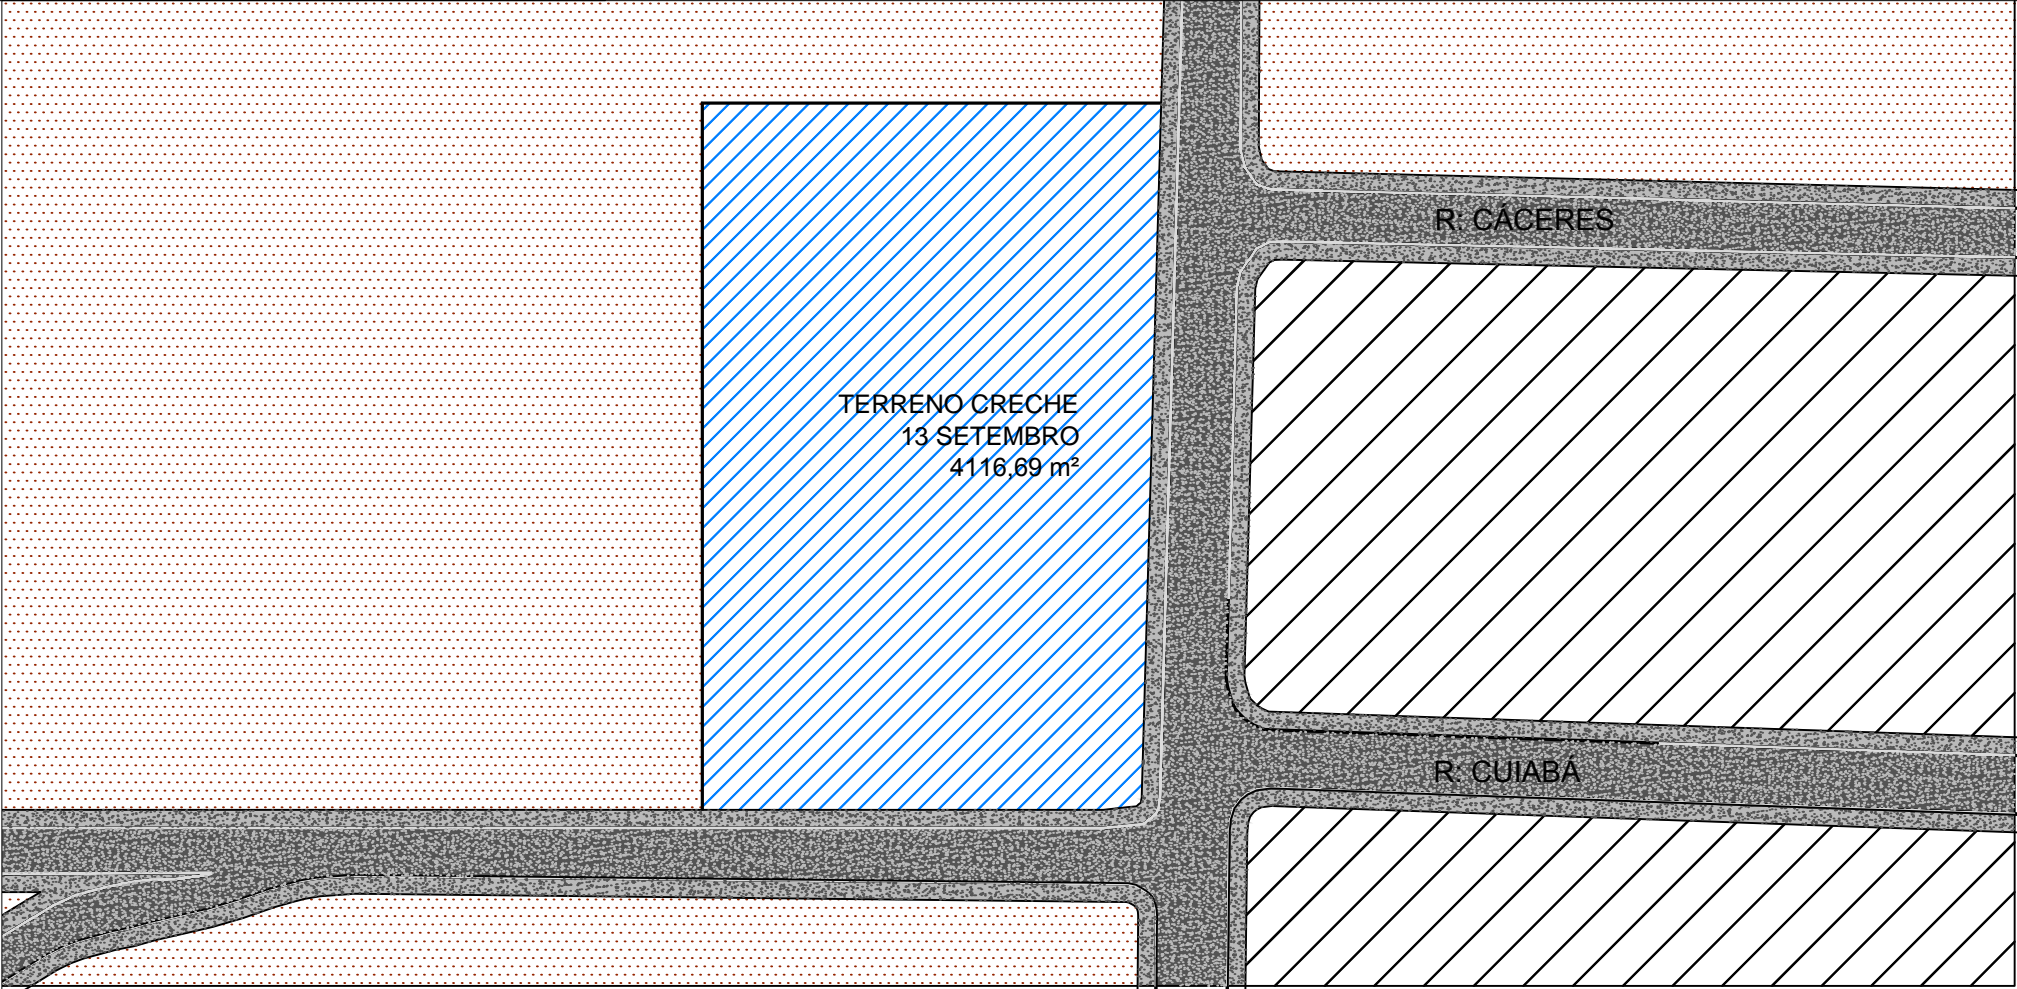 R: CÁCERES
TERRENO CRECHE
13 SETEMBRO
4116,69 m²
R: CUIABÁ